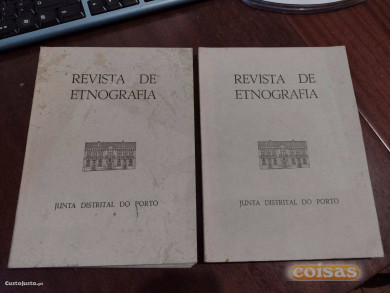 REVISTA DE
ETNOGRAFIA
JUNTA DISTRITAL DO PORTO
REVISTA DE
ETNOGRAFIA
JUNTA DISTRITAL DO PORTO
CustoJusto.pt
coisas